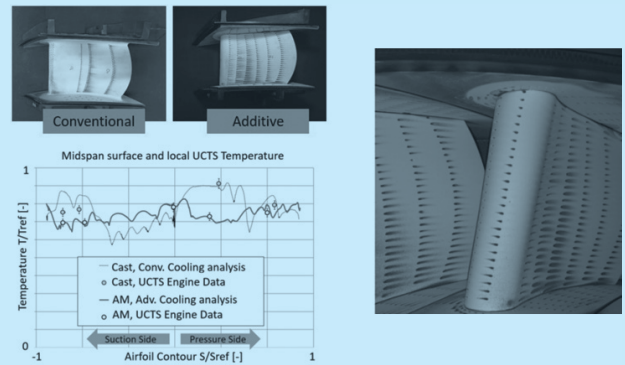 Conventional
Additive
Midspan surface and local UCTS Temperature
1
Temperature T/Tref [-]
Cast, Conv. Cooling analysis
Cast, UCTS Engine Data
AM, Adv. Cooling analysis
AM, UCTS Engine Data
Suction Side
Pressure Side
0
-1
Airfoil Contour S/Sref [-]
1